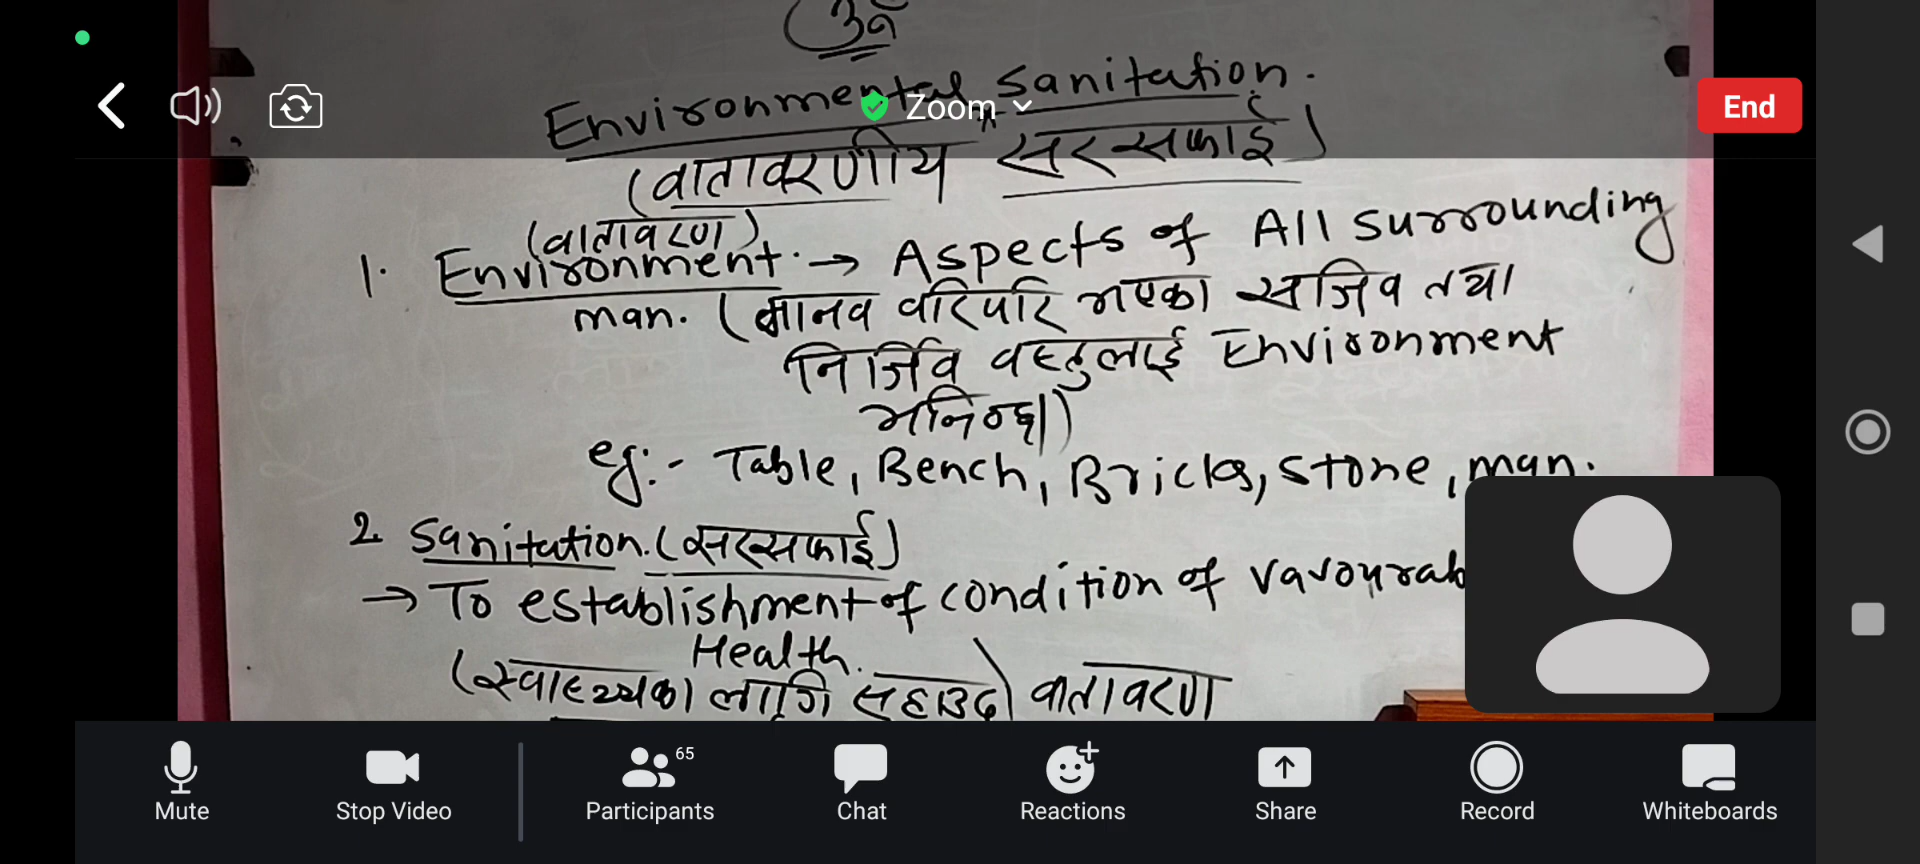 ॐ
Environmental sanitation.
(वातावरणीय सरसफाई)
(वातावरण)
1. Environment. → Aspects of All surrounding
man. (मानव वरिपरि भएका सजिव तथा
निर्जिव वस्तुलाई Environment
भनिन्छ।)
eg:- Table, Bench, Bricks, stone, man.
2. sanitation. (सरसफाई)
→ To establishment of condition of
Health.
(स्वास्थ्यका लागि वातावरण
Zoom
End
65
Mute
Stop Video
Participants
Chat
Reactions
Share
Record
Whiteboards